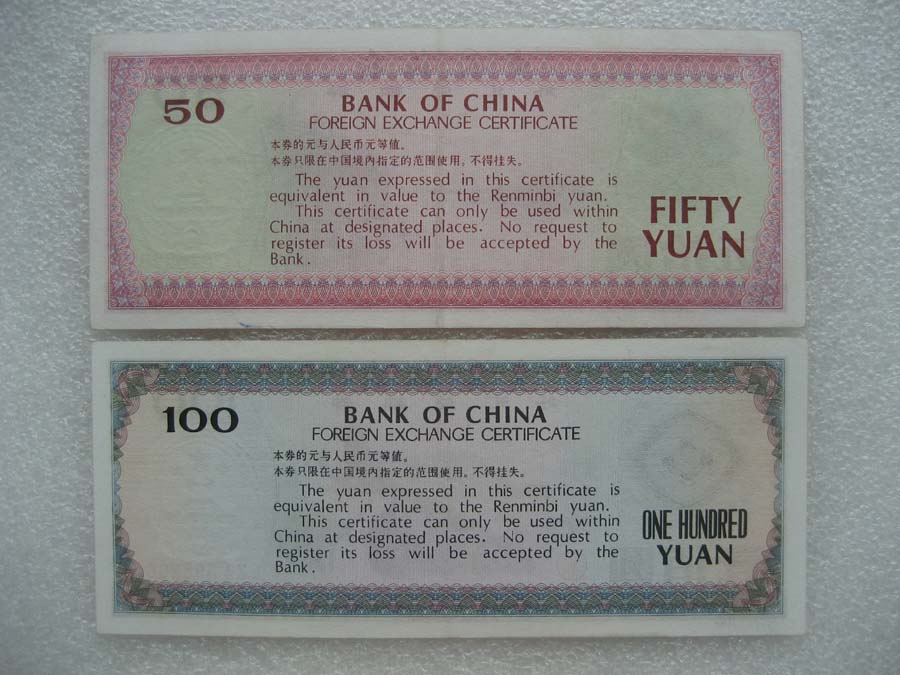 50
BANK OF CHINA
FOREIGN EXCHANGE CERTIFICATE
本券的元与人民币元等值。
本券只限在中国境内指定的范围使用，不得挂失。
The yuan expressed in this certificate is
equivalent in value to the Renminbi yuan.
This certificate can only be used within
China at designated places. No request to
register its loss will be accepted by the
Bank.
FIFTY
YUAN
100
BANK OF CHINA
FOREIGN EXCHANGE CERTIFICATE
本券的元与人民币元等值。
本券只限在中国境内指定的范围使用，不得挂失。
The yuan expressed in this certificate is
equivalent in value to the Renminbi yuan.
This certificate can only be used within
China at designated places. No request to
register its loss will be accepted by the
Bank.
ONE HUNDRED
YUAN